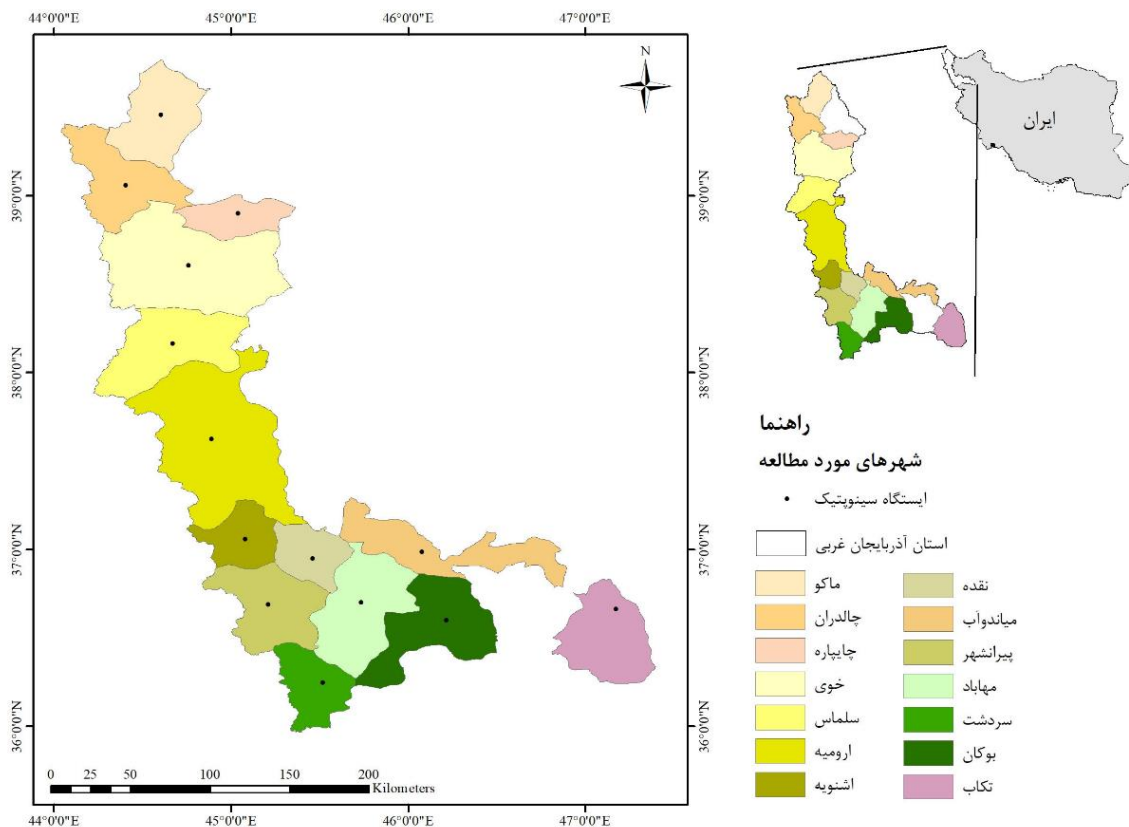 44°0'0"E
45°0'0"E
46°0'0"E
47°0'0"E
N
39°0'0"N
38°0'0"N
37°0'0"N
36°0'0"N
39°0'0"N
38°0'0"N
37°0'0"N
36°0'0"N
0 25 50 100 150 200
Kilometers
44°0'0"E
45°0'0"E
46°0'0"E
47°0'0"E
ایران
راهنما
شهرهای مورد مطالعه
ایستگاه سینوپتیک
استان آذربایجان غربی
ماکو
نقده
چالدران
میاندوآب
چایپاره
پیرانشهر
خوی
مهاباد
سلماس
سردشت
ارومیه
بوکان
اشنویه
تکاب